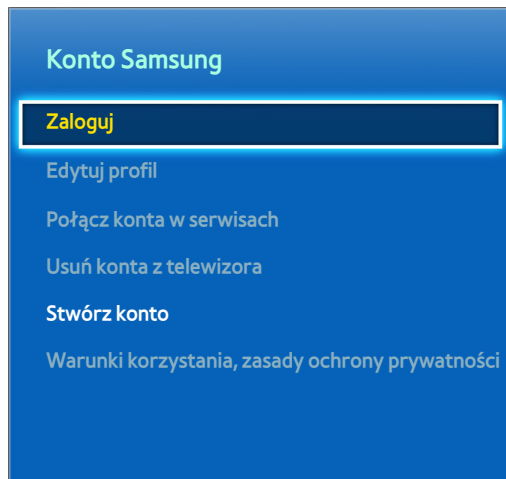 Konto Samsung
Zaloguj
Edytuj profil
Połącz konta w serwisach
Usuń konta z telewizora
Stwórz konto
Warunki korzystania, zasady ochrony prywatności